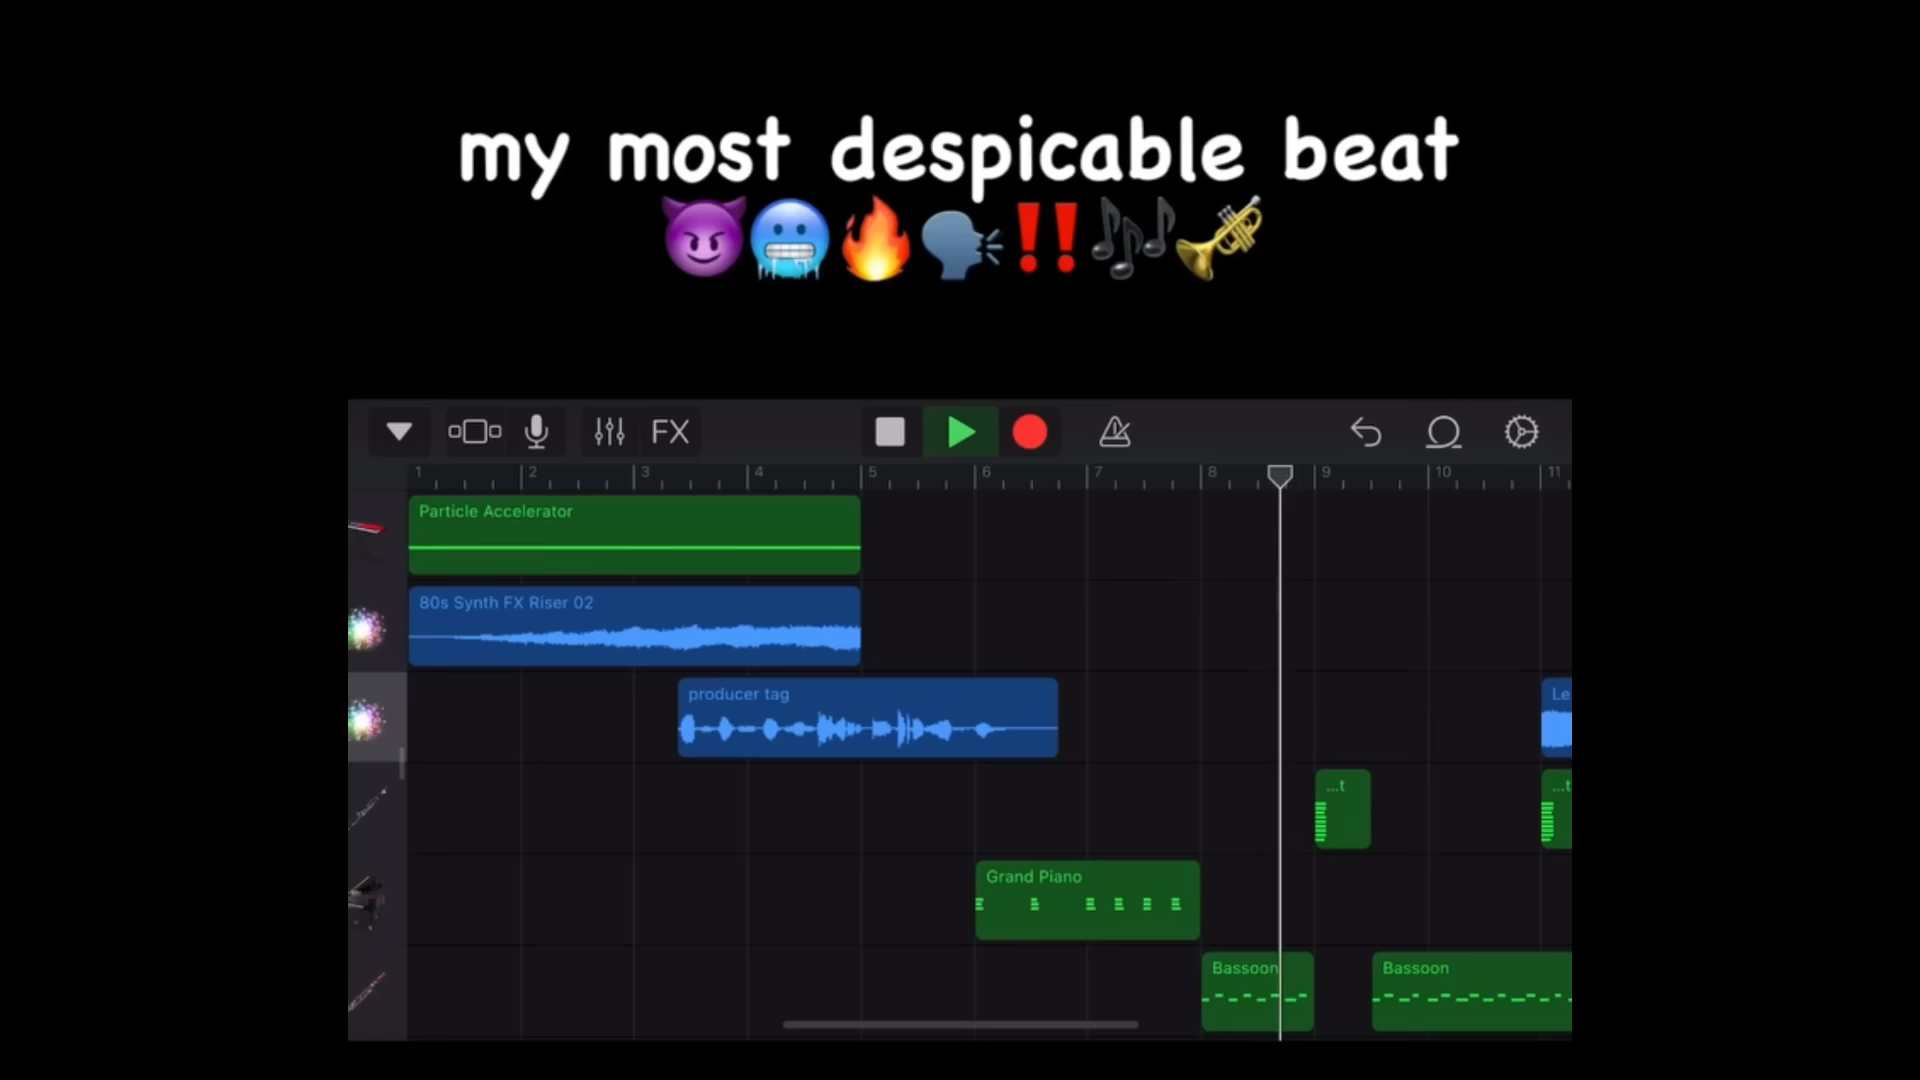 my most despicable beat
😈🥶🔥🗣️‼️🎶🎺
FX
1 2 3 4 5 6 7 8 9 10 11
Particle Accelerator
80s Synth FX Riser 02
producer tag
Le
...t
...t
Grand Piano
Bassoon
Bassoon